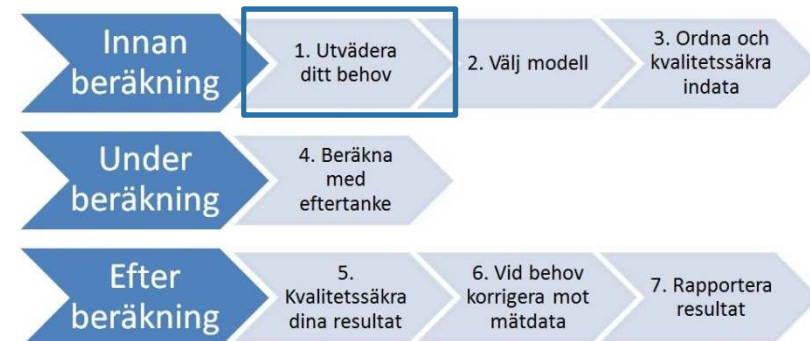 Innan
beräkning
1. Utvädera
ditt behov
2. Välj modell
3. Ordna och
kvalitetssäkra
indata
Under
beräkning
4. Beräkna
med
eftertanke
Efter
beräkning
5.
Kvalitetssäkra
dina resultat
6. Vid behov
korrigera mot
mätdata
7. Rapportera
resultat